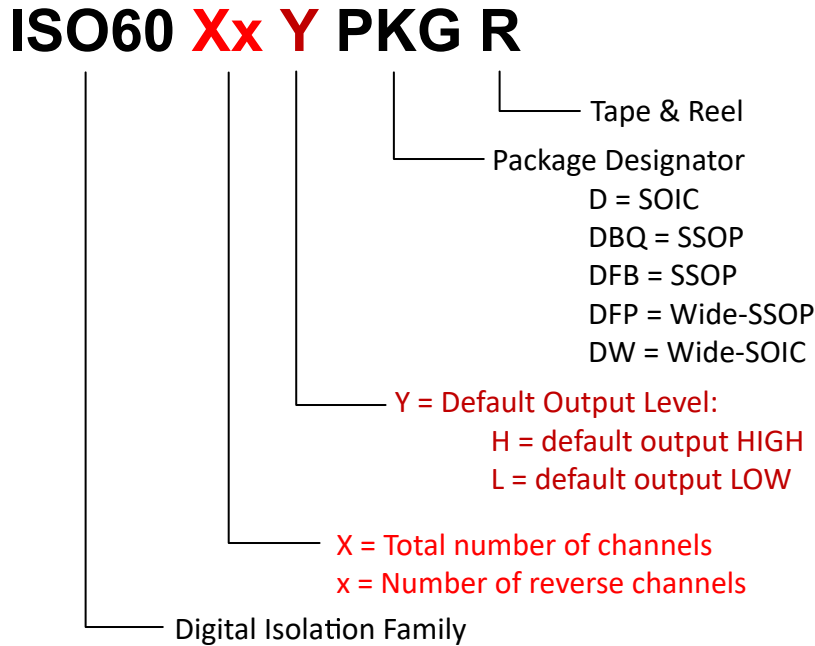 ISO60 Xx Y PKG R
Tape & Reel
Package Designator
D = SOIC
DBQ = SSOP
DFB = SSOP
DFP = Wide-SSOP
DW = Wide-SOIC
Y = Default Output Level:
H = default output HIGH
L = default output LOW
X = Total number of channels
x = Number of reverse channels
Digital Isolation Family